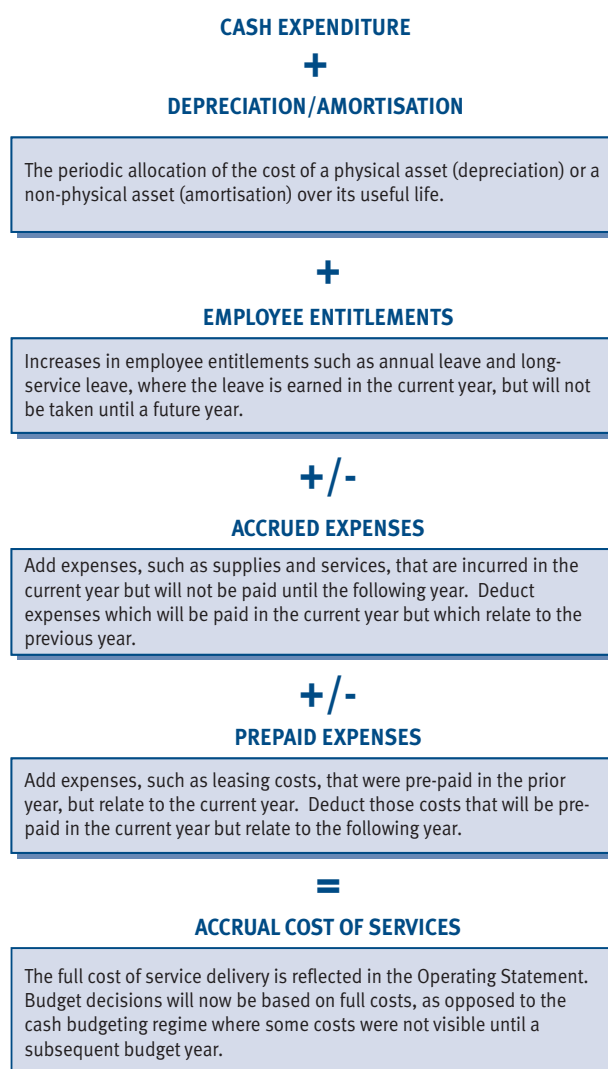 CASH EXPENDITURE
+
DEPRECIATION/AMORTISATION
The periodic allocation of the cost of a physical asset (depreciation) or a
non-physical asset (amortisation) over its useful life.
+
EMPLOYEE ENTITLEMENTS
Increases in employee entitlements such as annual leave and long-
service leave, where the leave is earned in the current year, but will not
be taken until a future year.
+/-
ACCRUED EXPENSES
Add expenses, such as supplies and services, that are incurred in the
current year but will not be paid until the following year. Deduct
expenses which will be paid in the current year but which relate to the
previous year.
+/-
PREPAID EXPENSES
Add expenses, such as leasing costs, that were pre-paid in the prior
year, but relate to the current year. Deduct those costs that will be pre-
paid in the current year but relate to the following year.
=
ACCRUAL COST OF SERVICES
The full cost of service delivery is reflected in the Operating Statement.
Budget decisions will now be based on full costs, as opposed to the
cash budgeting regime where some costs were not visible until a
subsequent budget year.